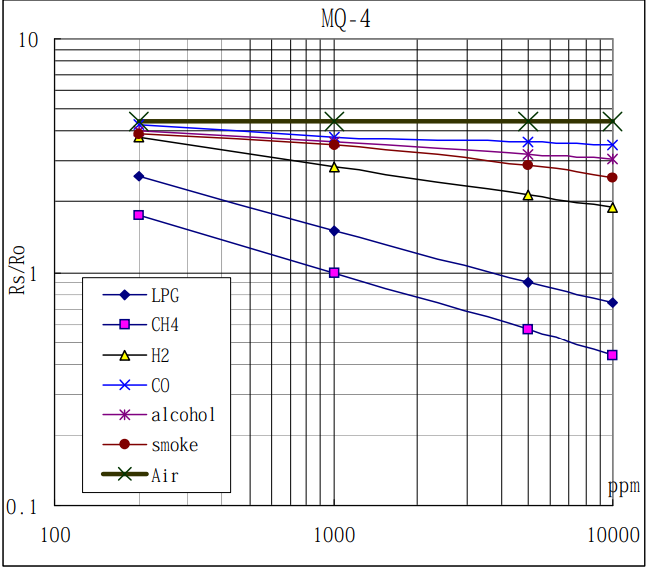 MQ-4
10
Rs/Ro
1
LPG
CH4
H2
CO
alcohol
smoke
Air
ppm
0.1
100
1000
10000